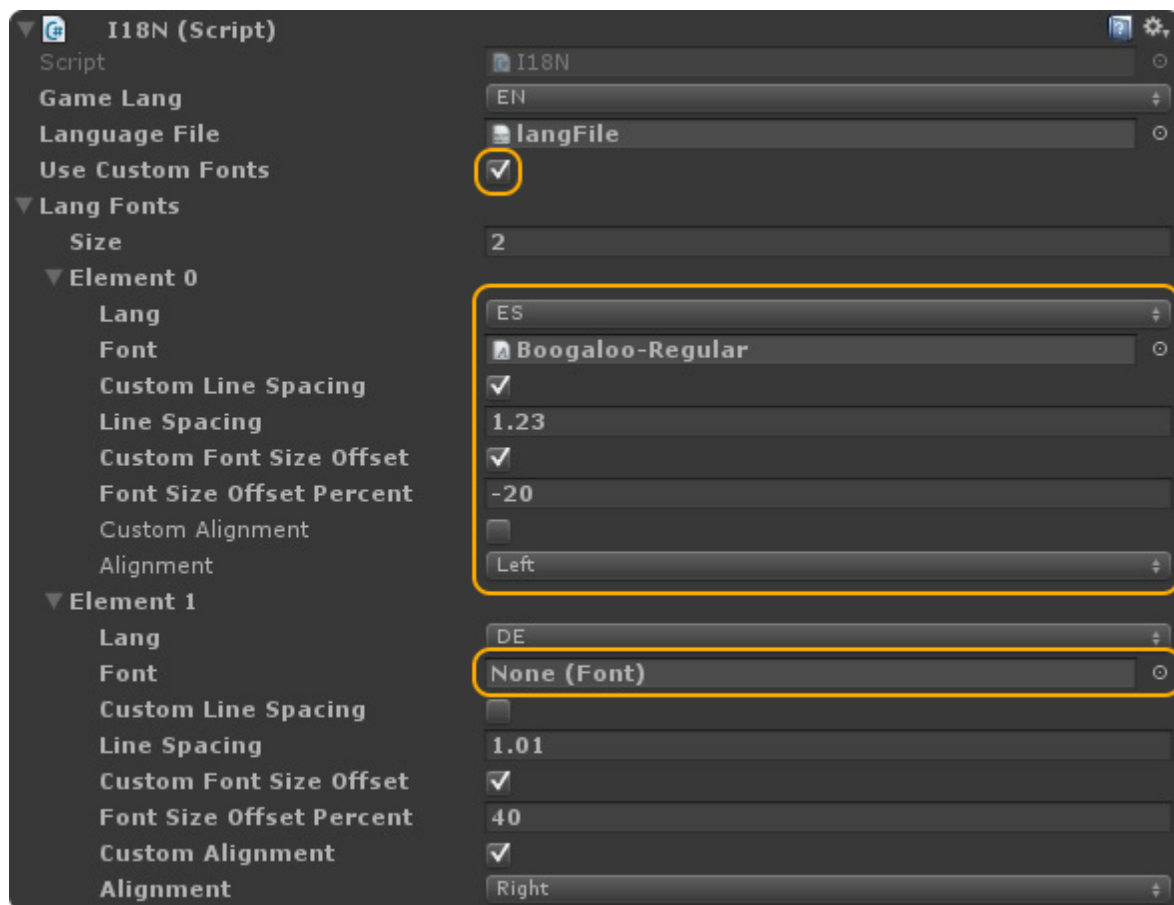 I18N (Script)
Script I18N
Game Lang EN
Language File langFile
Use Custom Fonts
Lang Fonts
Size 2
Element 0
Lang ES
Font Boogaloo-Regular
Custom Line Spacing
Line Spacing 1.23
Custom Font Size Offset
Font Size Offset Percent -20
Custom Alignment
Alignment Left
Element 1
Lang DE
Font None (Font)
Custom Line Spacing
Line Spacing 1.01
Custom Font Size Offset
Font Size Offset Percent 40
Custom Alignment
Alignment Right